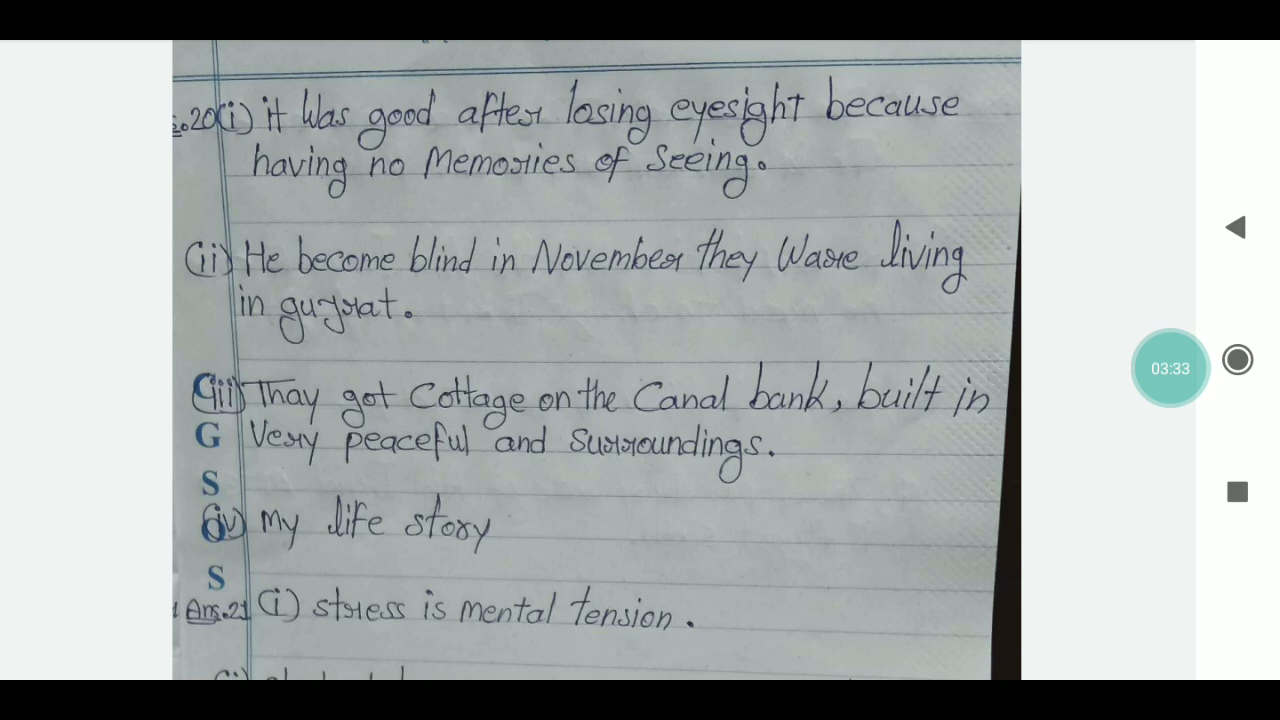 20(i) it Was good after losing eyesight because
having no Memories of Seeing.
(ii) He become blind in November they Ware living
in gujrat.
(iii) Thay got Cottage on the Canal bank, built in
G Very peaceful and Surroundings.
S
(iv) my life story
S
Ans.21 (i) stress is mental tension.
03:33